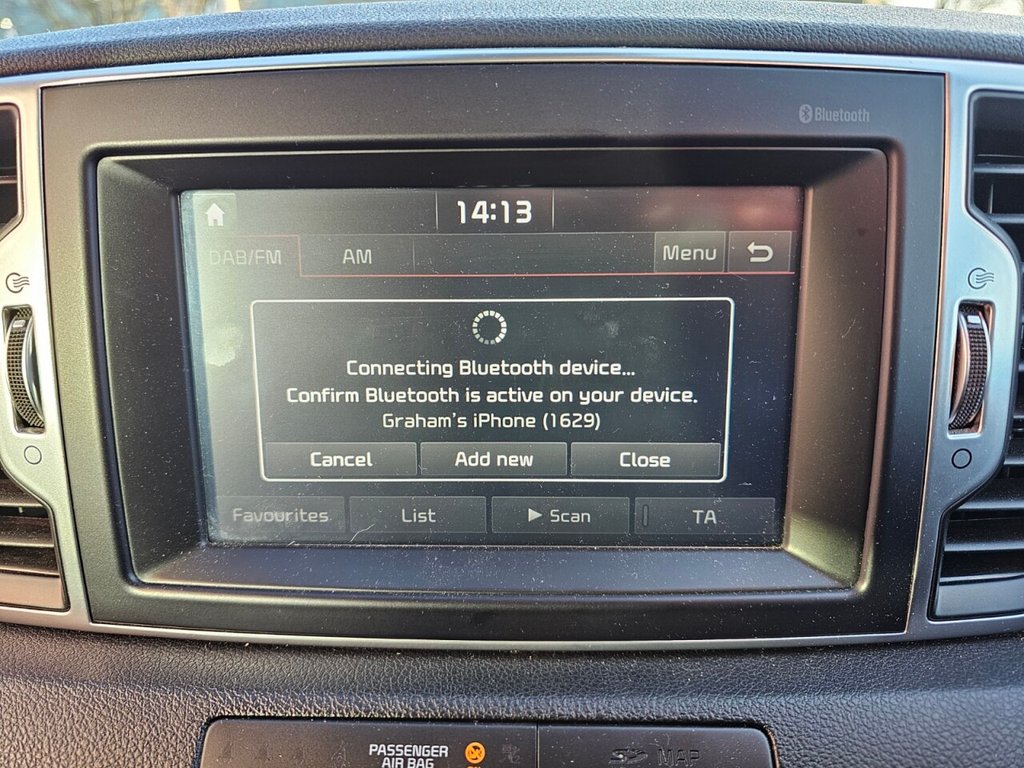 Bluetooth
14:13
DAB/FM AM Menu
Connecting Bluetooth device...
Confirm Bluetooth is active on your device.
Graham's iPhone (1629)
Cancel Add new Close
Favourites List Scan TA
PASSENGER
AIR BAG
MAP